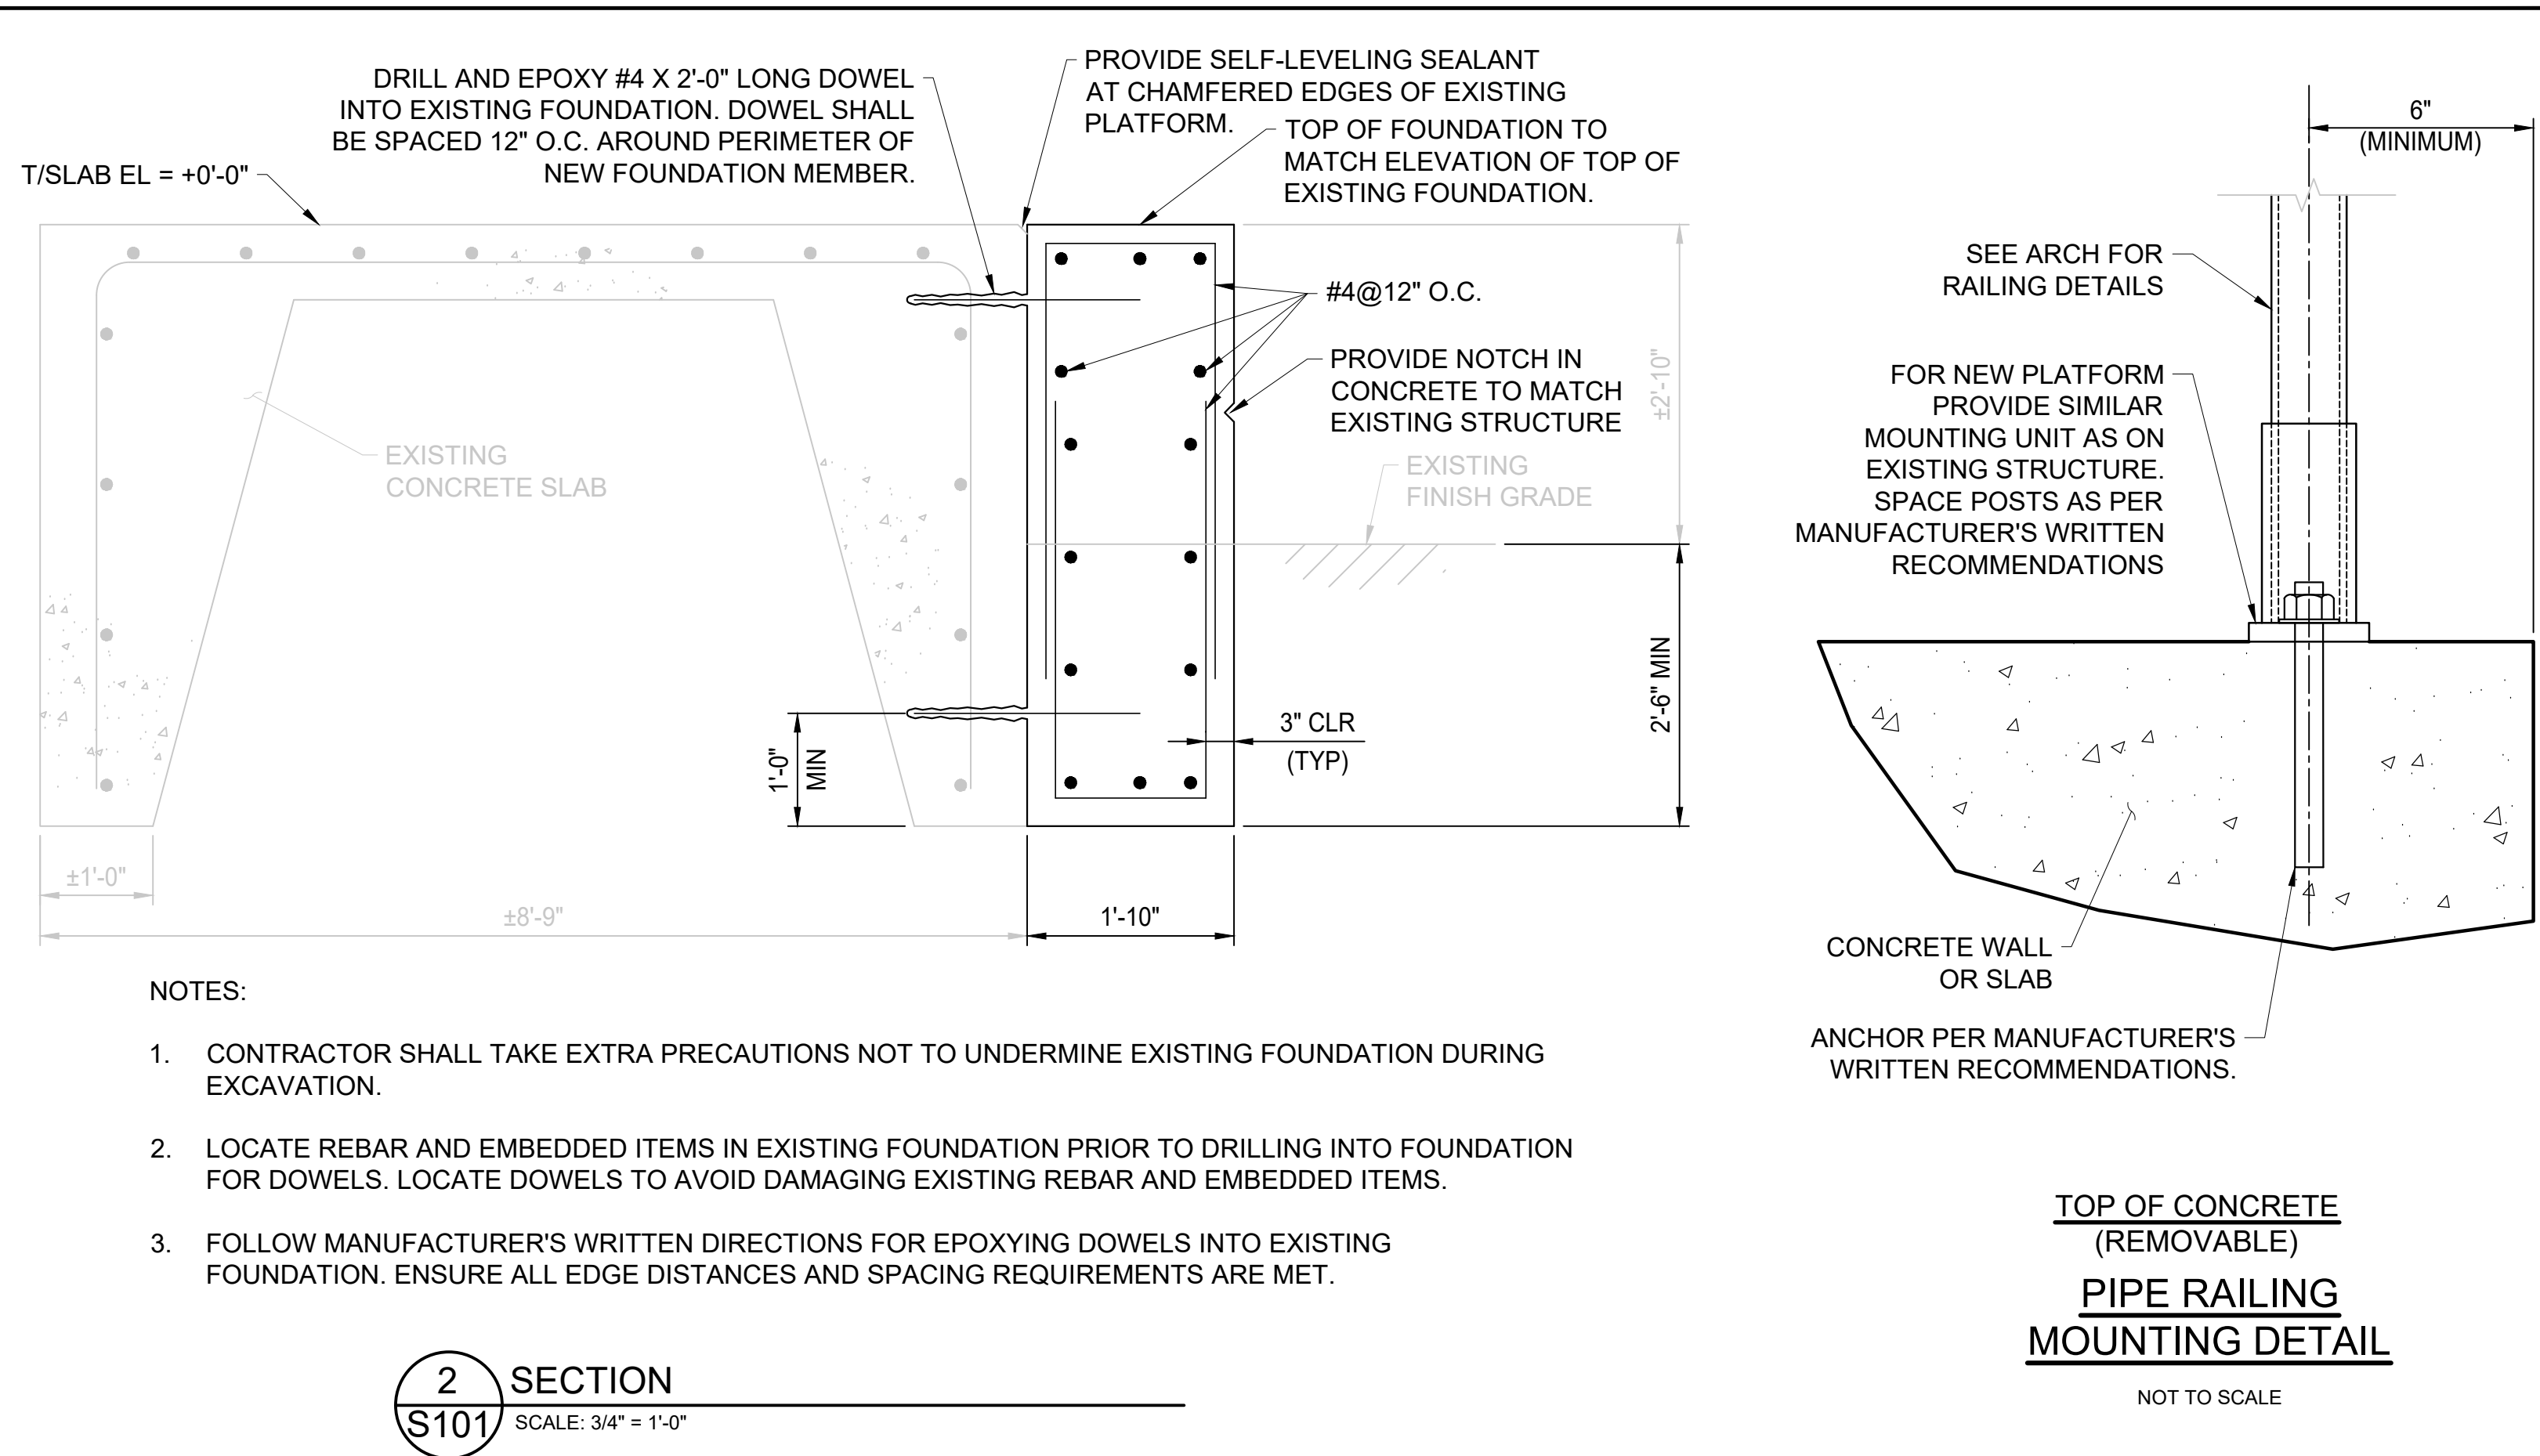 DRILL AND EPOXY #4 X 2'-0" LONG DOWEL
INTO EXISTING FOUNDATION. DOWEL SHALL
BE SPACED 12" O.C. AROUND PERIMETER OF
NEW FOUNDATION MEMBER.
T/SLAB EL = +0'-0"
PROVIDE SELF-LEVELING SEALANT
AT CHAMFERED EDGES OF EXISTING
PLATFORM.
TOP OF FOUNDATION TO
MATCH ELEVATION OF TOP OF
EXISTING FOUNDATION.
#4@12" O.C.
PROVIDE NOTCH IN
CONCRETE TO MATCH
EXISTING STRUCTURE
±2'-10"
EXISTING
CONCRETE SLAB
EXISTING
FINISH GRADE
2'-6" MIN
3" CLR
(TYP)
1'-0"
MIN
±1'-0"
±8'-9"
1'-10"
NOTES:
1. CONTRACTOR SHALL TAKE EXTRA PRECAUTIONS NOT TO UNDERMINE EXISTING FOUNDATION DURING
EXCAVATION.
2. LOCATE REBAR AND EMBEDDED ITEMS IN EXISTING FOUNDATION PRIOR TO DRILLING INTO FOUNDATION
FOR DOWELS. LOCATE DOWELS TO AVOID DAMAGING EXISTING REBAR AND EMBEDDED ITEMS.
3. FOLLOW MANUFACTURER'S WRITTEN DIRECTIONS FOR EPOXYING DOWELS INTO EXISTING
FOUNDATION. ENSURE ALL EDGE DISTANCES AND SPACING REQUIREMENTS ARE MET.
2
S101
SECTION
SCALE: 3/4" = 1'-0"
6"
(MINIMUM)
SEE ARCH FOR
RAILING DETAILS
FOR NEW PLATFORM
PROVIDE SIMILAR
MOUNTING UNIT AS ON
EXISTING STRUCTURE.
SPACE POSTS AS PER
MANUFACTURER'S WRITTEN
RECOMMENDATIONS
CONCRETE WALL
OR SLAB
ANCHOR PER MANUFACTURER'S
WRITTEN RECOMMENDATIONS.
TOP OF CONCRETE
(REMOVABLE)
PIPE RAILING
MOUNTING DETAIL
NOT TO SCALE